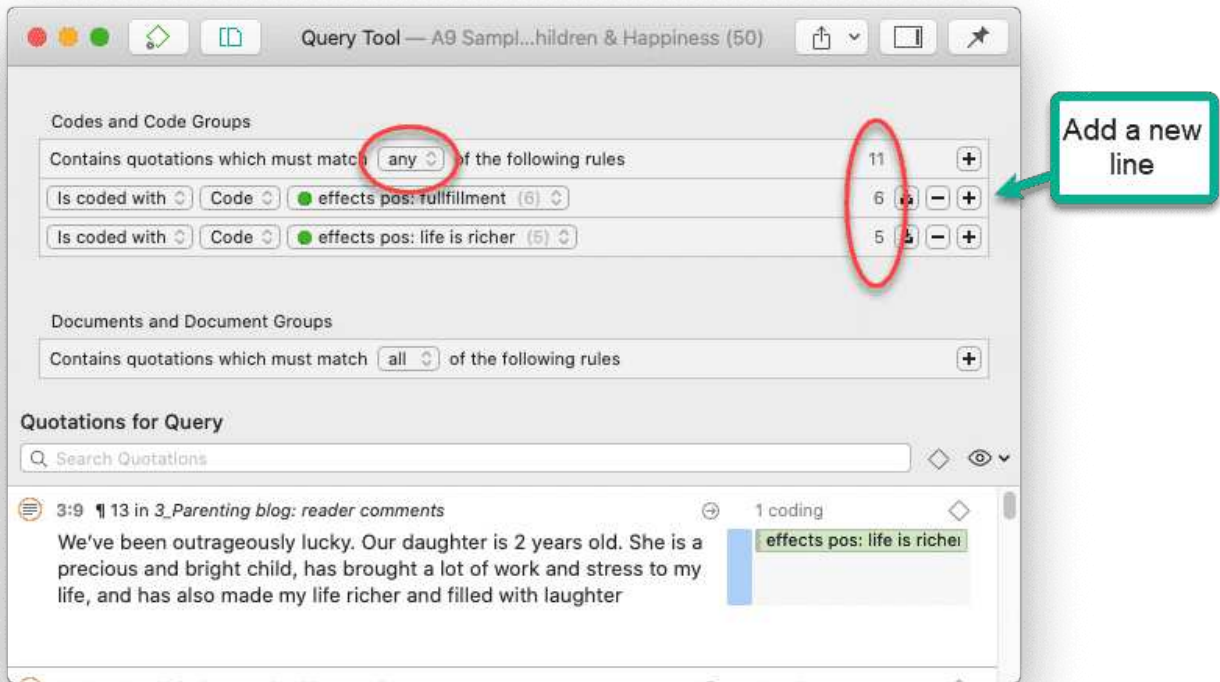 Query Tool — A9 Sampl...hildren & Happiness (50)
Add a new
line
Codes and Code Groups
Contains quotations which must match any of the following rules 11
Is coded with Code effects pos: fullfillment (6) 6
Is coded with Code effects pos: life is richer (5) 5
Documents and Document Groups
Contains quotations which must match all of the following rules
Quotations for Query
Search Quotations
3:9 ¶ 13 in 3_Parenting blog: reader comments 1 coding
effects pos: life is richer
We've been outrageously lucky. Our daughter is 2 years old. She is a
precious and bright child, has brought a lot of work and stress to my
life, and has also made my life richer and filled with laughter